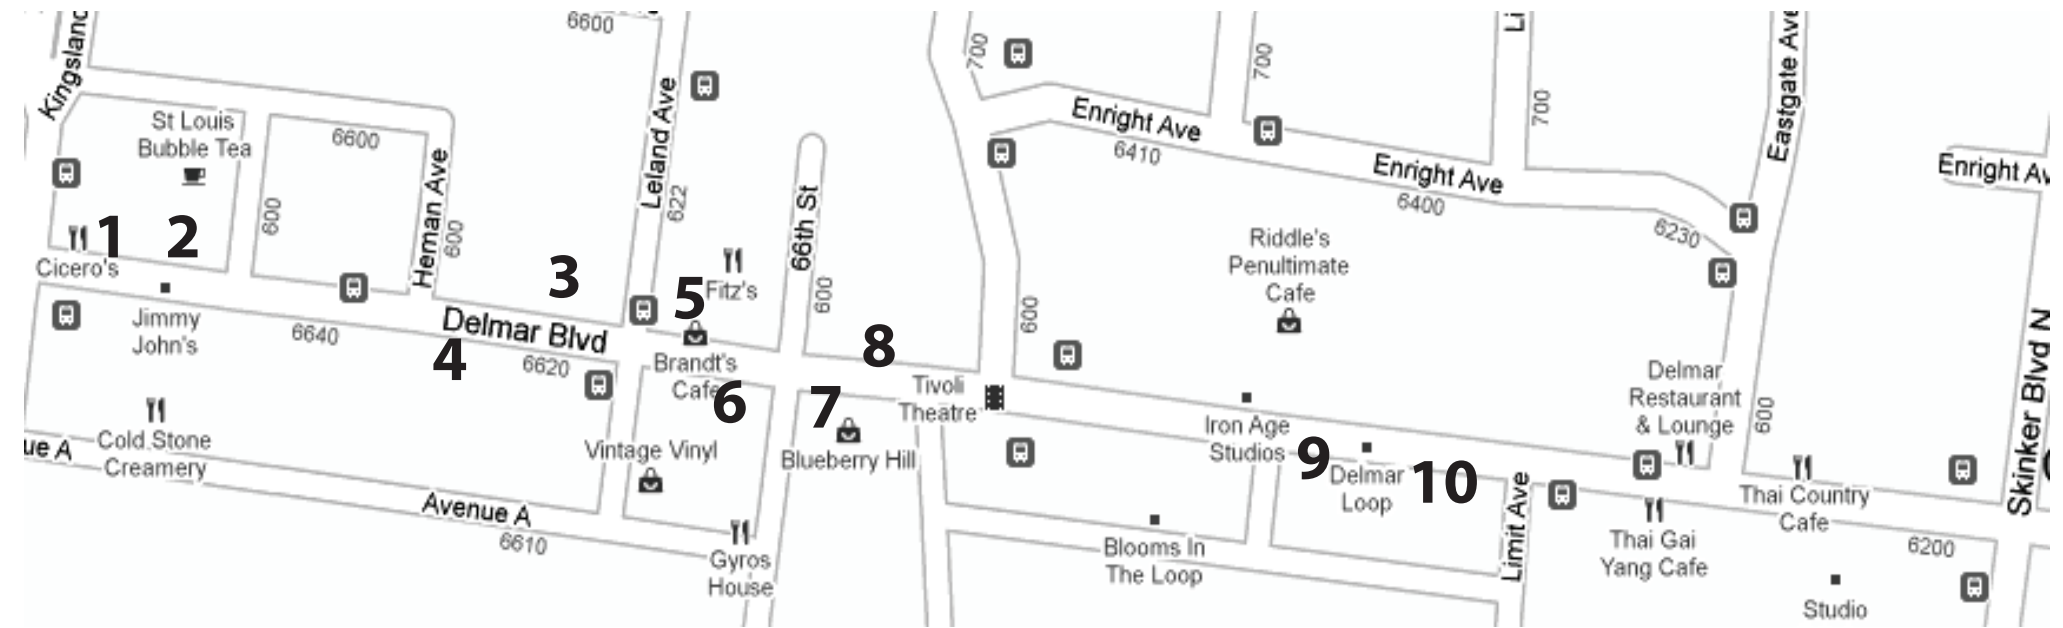 6600
Kingsland
St Louis
Bubble Tea
6600
Heman Ave
600
600
1
2
Cicero's
Jimmy
John's
6640
Delmar Blvd
3
4
6620
Leland Ave
622
5
Fitz's
Brandt's
Cafe
6
66th St
600
7
8
Tivoli
Theatre
Blueberry Hill
Vintage Vinyl
Cold Stone
Creamery
ue A
Avenue A
6610
Gyros
House
700
Enright Ave
6410
700
Enright Ave
6400
Li
700
6230
Eastgate Ave
Enright Av
600
Riddle's
Penultimate
Cafe
Iron Age
Studios
9
Delmar
Loop
10
Blooms In
The Loop
Limit Ave
Delmar
Restaurant
& Lounge
600
Thai Gai
Yang Cafe
Thai Country
Cafe
6200
Studio
Skinker Blvd N